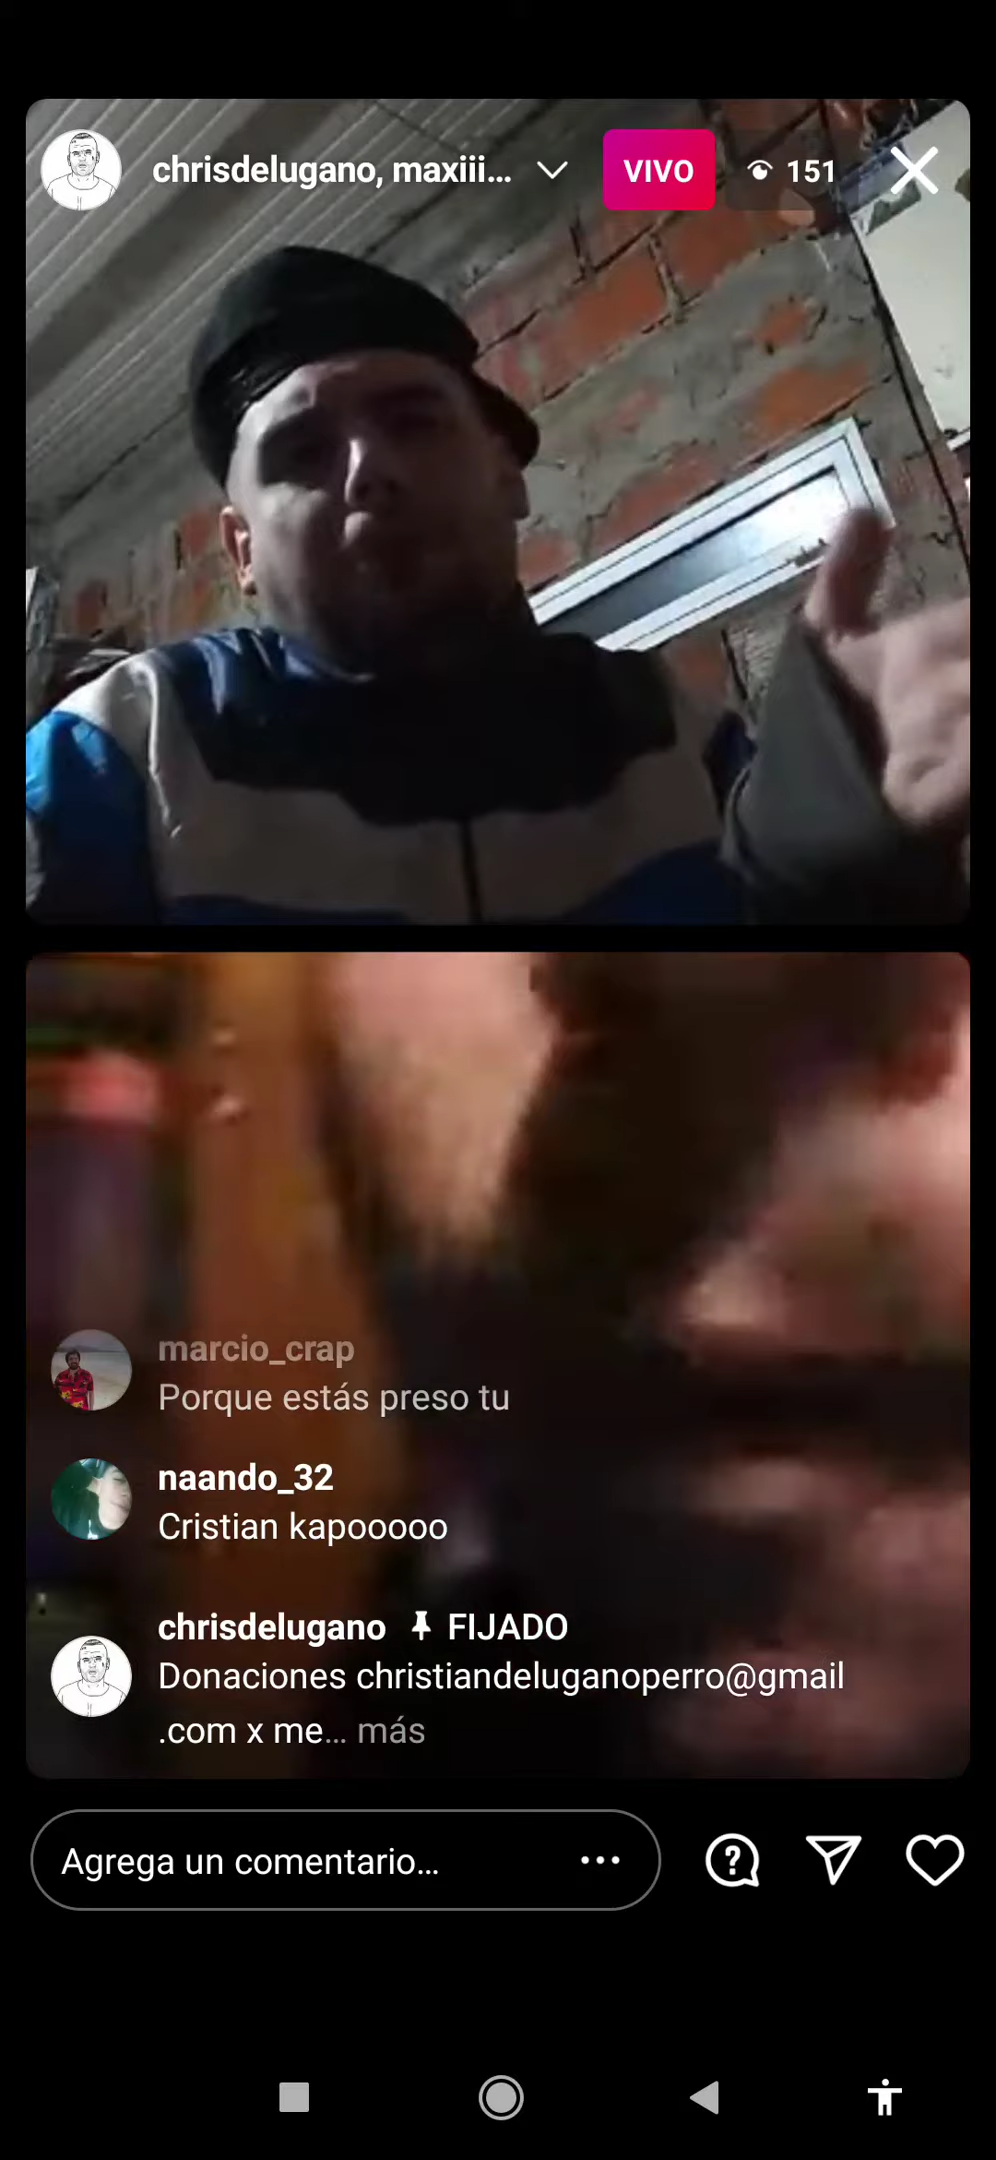 chrisdelugano, maxiii...
VIVO
151
marcio_crap
Porque estás preso tu
naando_32
Cristian kapooooo
chrisdelugano FIJADO
Donaciones christiandeluganoperro@gmail
.com x me... más
Agrega un comentario...